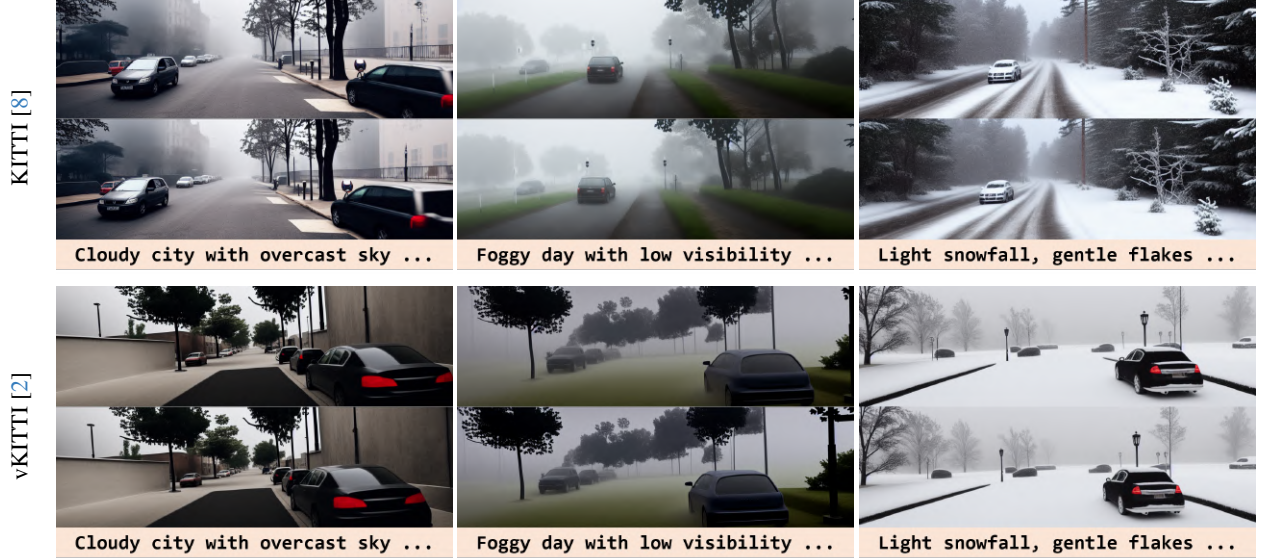 KITTI [8]
Cloudy city with overcast sky ...
Foggy day with low visibility ...
Light snowfall, gentle flakes ...
vKITTI [2]
Cloudy city with overcast sky ...
Foggy day with low visibility ...
Light snowfall, gentle flakes ...